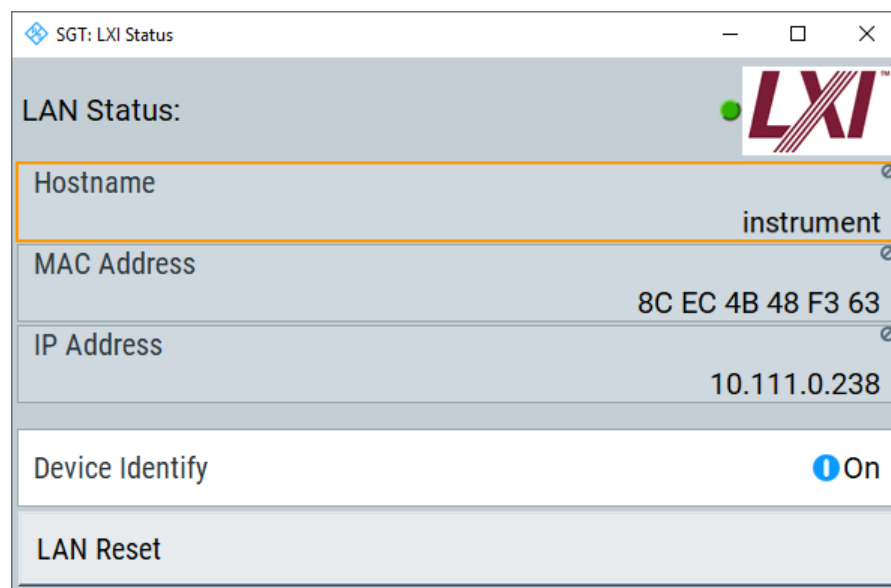 SGT: LXI Status
LAN Status:
LXI™
Hostname
instrument
MAC Address
8C EC 4B 48 F3 63
IP Address
10.111.0.238
Device Identify
On
LAN Reset